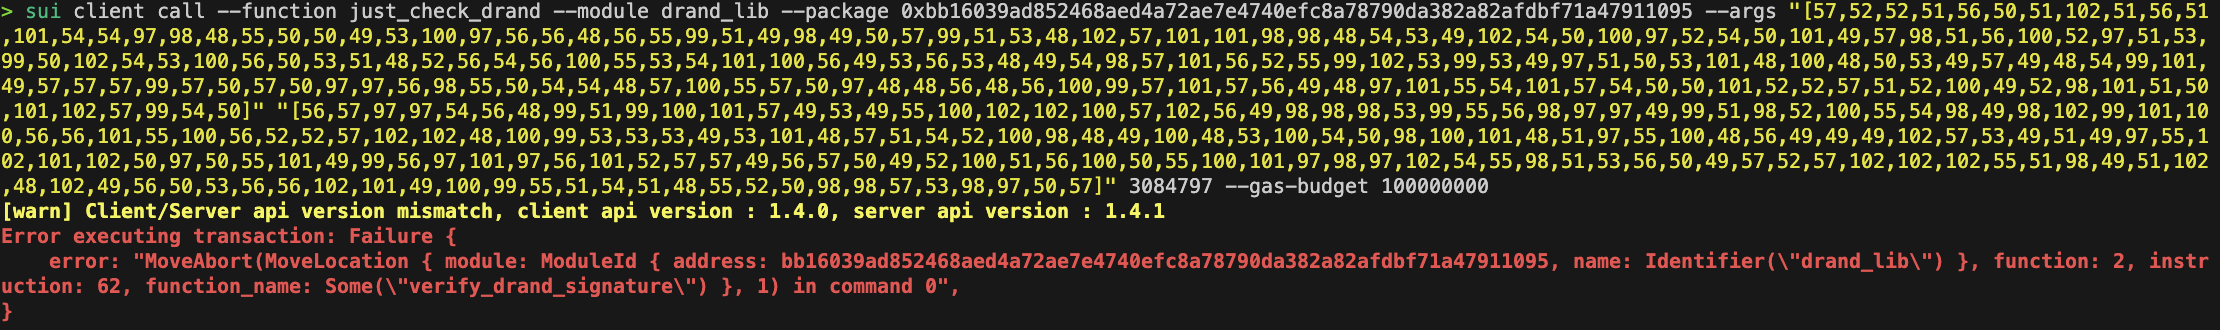 > sui client call --function just_check_drand --module drand_lib --package 0xbb16039ad852468aed4a72ae7e4740efc8a78790da382a82afdbf71a47911095 --args "[57,52,52,51,56,50,51,102,51,56,51
,101,54,54,97,98,48,55,50,50,49,53,100,97,56,56,48,56,55,99,51,49,98,49,50,57,99,51,53,48,102,57,101,101,98,98,48,54,53,49,102,54,50,100,97,52,54,50,101,49,57,98,51,56,100,52,97,51,53,
99,50,102,54,53,100,56,50,53,51,48,52,56,54,56,100,55,53,54,101,100,56,49,53,56,53,48,49,54,98,57,101,56,52,55,99,102,53,99,53,49,97,51,50,53,101,48,100,48,50,53,49,57,49,48,54,99,101,
49,57,57,57,99,57,50,57,50,97,97,56,98,55,50,54,54,48,57,100,55,57,50,97,48,48,56,48,56,100,99,57,101,57,56,49,48,97,101,55,54,101,57,54,50,50,101,52,52,57,51,52,100,49,52,98,101,51,50
,101,102,57,99,54,50]" "[56,57,97,97,54,56,48,99,51,99,100,101,57,49,53,49,55,100,102,102,100,57,102,56,49,98,98,98,53,99,55,56,98,97,97,49,99,51,98,52,100,55,54,98,49,98,102,99,101,10
0,56,56,101,55,100,56,52,52,57,102,102,48,100,99,53,53,53,49,53,101,48,57,51,54,52,100,98,48,49,100,48,53,100,54,50,98,100,101,48,51,97,55,100,48,56,49,49,49,102,57,53,49,51,49,97,55,1
02,101,102,50,97,50,55,101,49,99,56,97,101,97,56,101,52,57,57,49,56,57,50,49,52,100,51,56,100,50,55,100,101,97,98,97,102,54,55,98,51,53,56,50,49,57,52,57,102,102,102,55,51,98,49,51,102
,48,102,49,56,50,53,56,56,102,101,49,100,99,55,51,54,51,48,55,52,50,98,98,57,53,98,97,50,57]" 3084797 --gas-budget 100000000
[warn] Client/Server api version mismatch, client api version : 1.4.0, server api version : 1.4.1
Error executing transaction: Failure {
    error: "MoveAbort(MoveLocation { module: ModuleId { address: bb16039ad852468aed4a72ae7e4740efc8a78790da382a82afdbf71a47911095, name: Identifier(\"drand_lib\") }, function: 2, instr
uction: 62, function_name: Some(\"verify_drand_signature\") }, 1) in command 0",
}